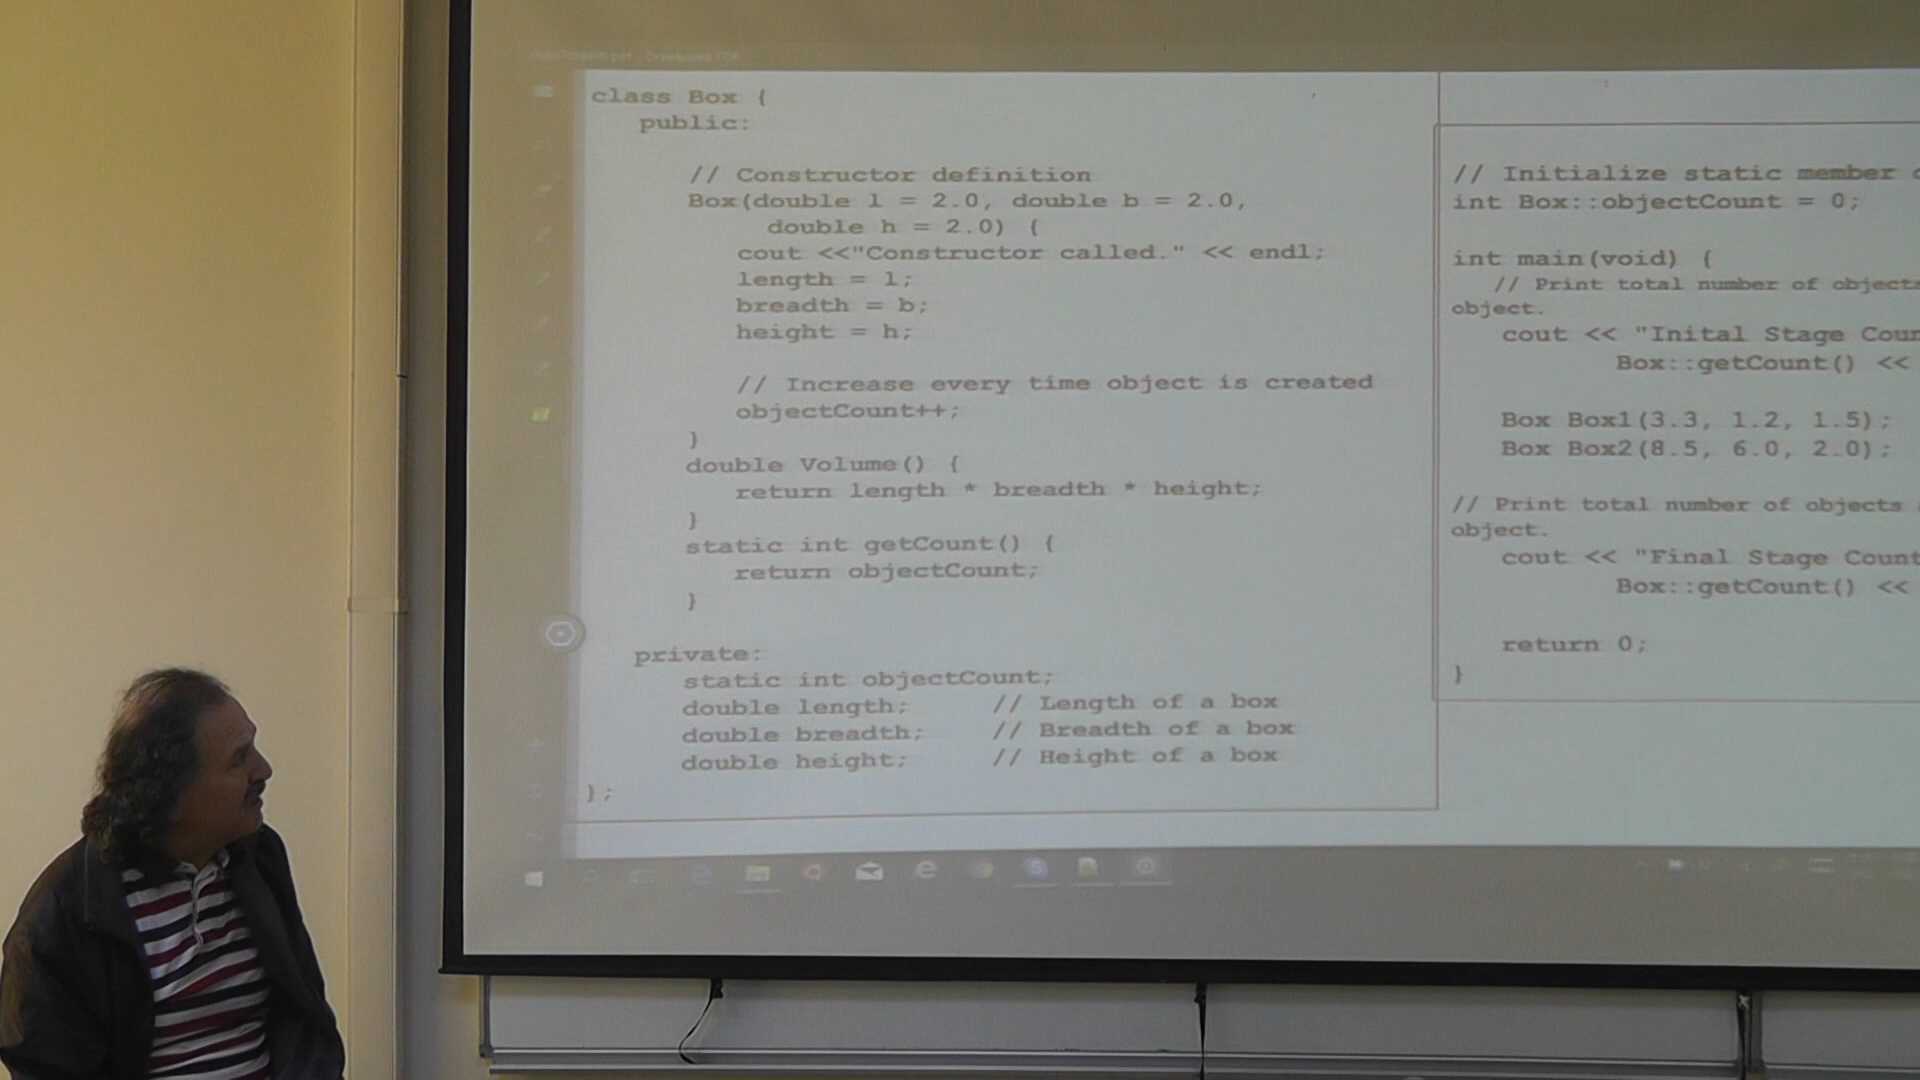 class Box {
public:
// Constructor definition
Box(double l = 2.0, double b = 2.0,
double h = 2.0) {
cout <<"Constructor called." << endl;
length = l;
breadth = b;
height = h;
// Increase every time object is created
objectCount++;
}
double Volume() {
return length * breadth * height;
}
static int getCount() {
return objectCount;
}
private:
static int objectCount;
double length; // Length of a box
double breadth; // Breadth of a box
double height; // Height of a box
};
// Initialize static member
int Box::objectCount = 0;
int main(void) {
// Print total number of objects
object.
cout << "Inital Stage Coun
Box::getCount() <<
Box Box1(3.3, 1.2, 1.5);
Box Box2(8.5, 6.0, 2.0);
// Print total number of objects
object.
cout << "Final Stage Count
Box::getCount() <<
return 0;
}